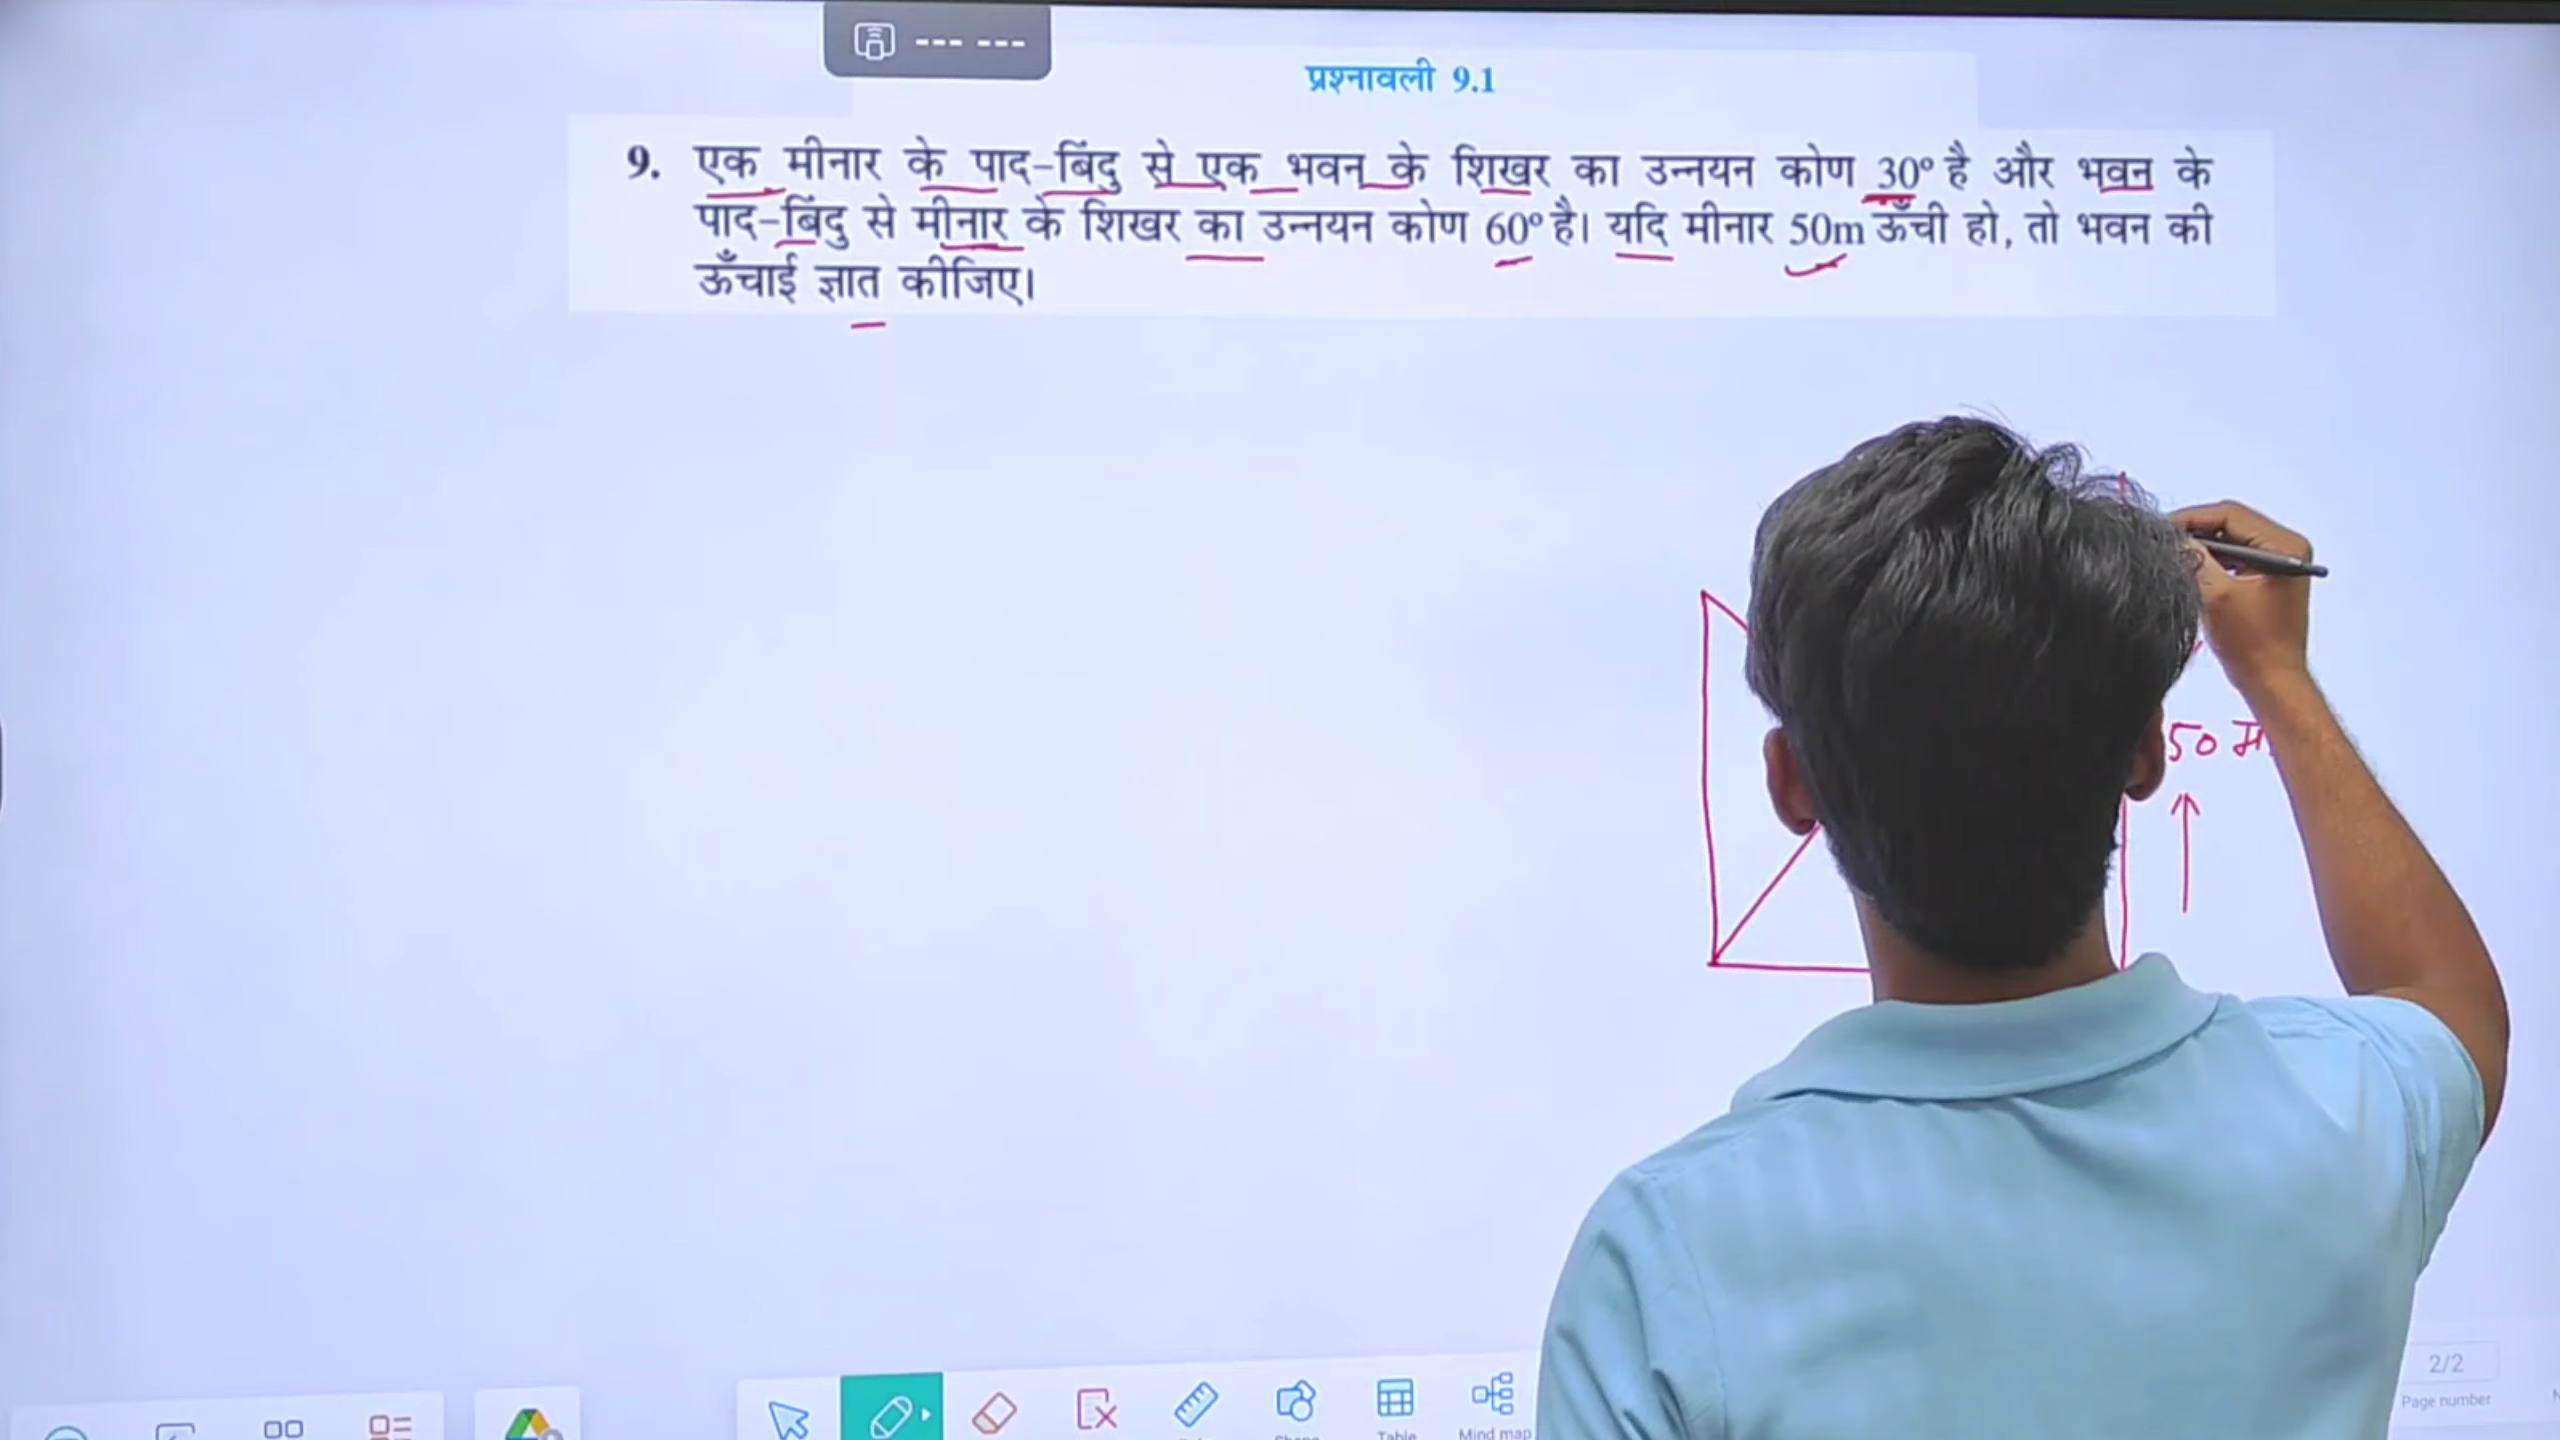 --- ---
प्रश्नावली 9.1
9. एक मीनार के पाद-बिंदु से एक भवन के शिखर का उन्नयन कोण 30° है और भवन के
पाद-बिंदु से मीनार के शिखर का उन्नयन कोण 60° है। यदि मीनार 50m ऊँची हो, तो भवन की
ऊँचाई ज्ञात कीजिए।
50 म
2/2
Page number
Table
Mind map